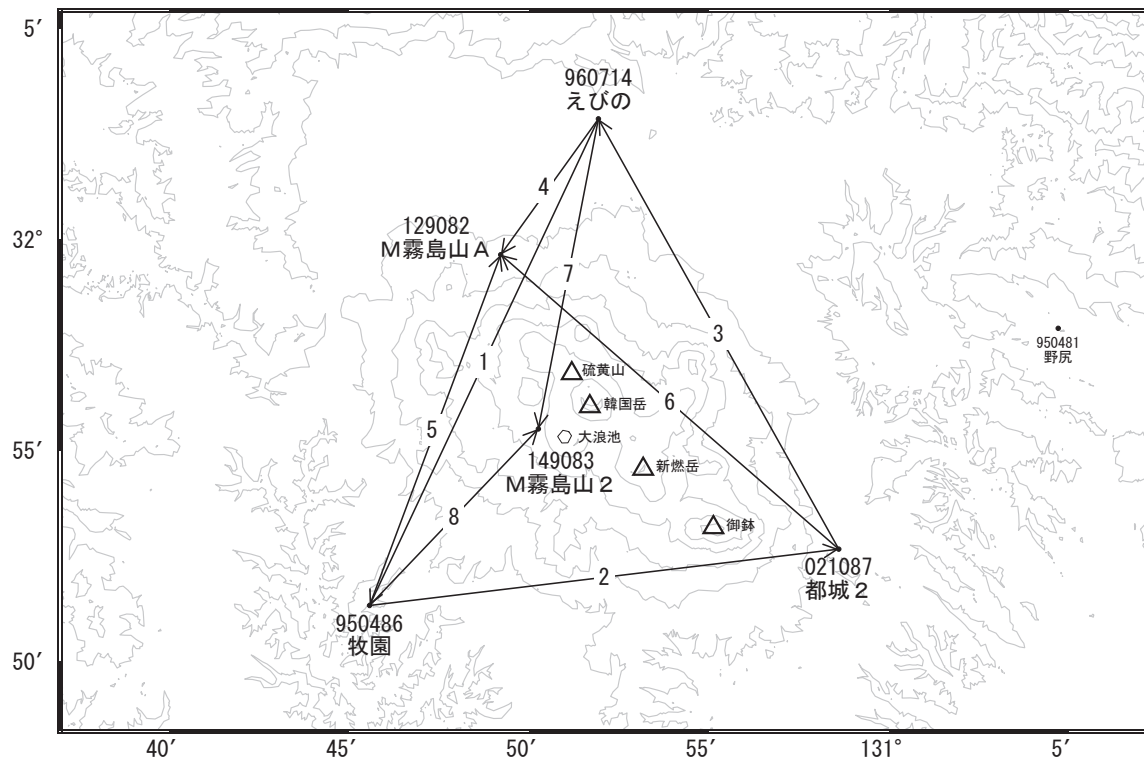 5′
960714
えびの
4
129082
M霧島山A
32°
7
3
950481
野尻
1
硫黄山
韓国岳
6
5
大浪池
55′
149083
M霧島山2
新燃岳
8
御鉢
021087
都城2
2
950486
牧園
50′
40′
45′
50′
55′
131°
5′